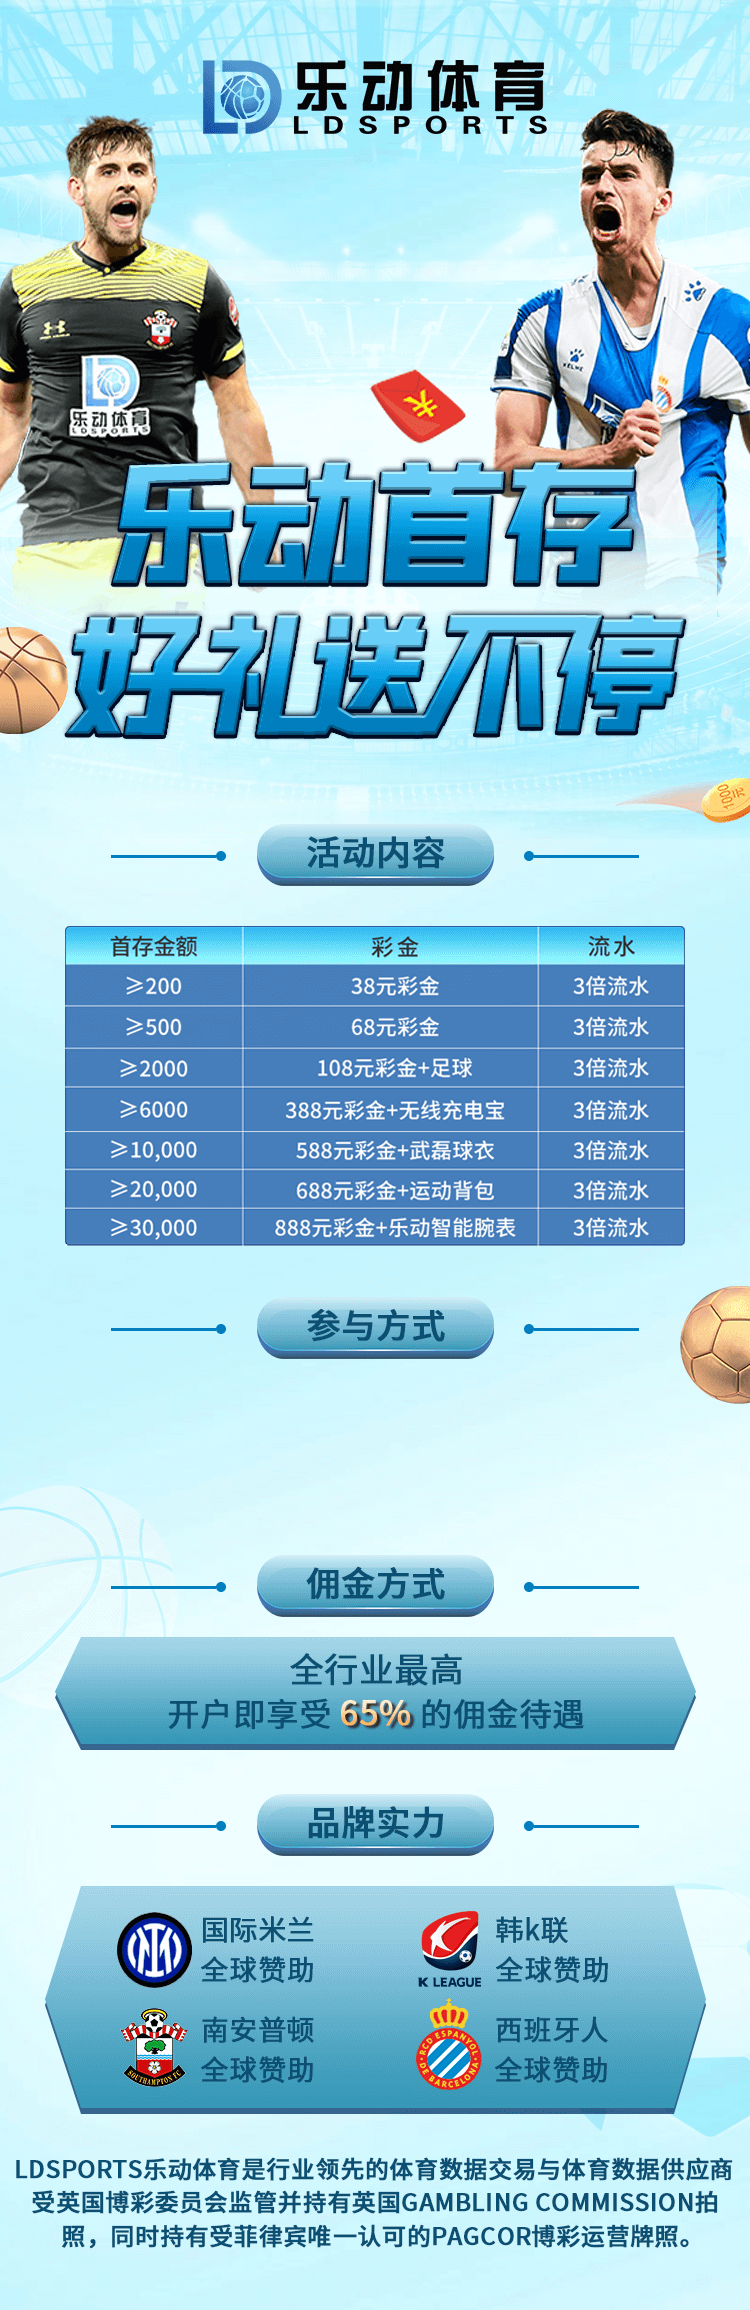 LD 乐动体育
LDSPORTS
LD
乐动体育
LDSPORTS
乐动首存
好礼送不停
1000
活动内容
首存金额 彩金 流水
≥200 38元彩金 3倍流水
≥500 68元彩金 3倍流水
≥2000 108元彩金+足球 3倍流水
≥6000 388元彩金+无线充电宝 3倍流水
≥10,000 588元彩金+武磊球衣 3倍流水
≥20,000 688元彩金+运动背包 3倍流水
≥30,000 888元彩金+乐动智能腕表 3倍流水
参与方式
佣金方式
全行业最高
开户即享受 65% 的佣金待遇
品牌实力
国际米兰
全球赞助
韩k联
全球赞助
K LEAGUE
南安普顿
全球赞助
SOUTHAMPTON FC
西班牙人
全球赞助
RCD ESPANYOL
DE BARCELONA
LDSPORTS乐动体育是行业领先的体育数据交易与体育数据供应商
受英国博彩委员会监管并持有英国GAMBLING COMMISSION拍
照，同时持有受菲律宾唯一认可的PAGCOR博彩运营牌照。